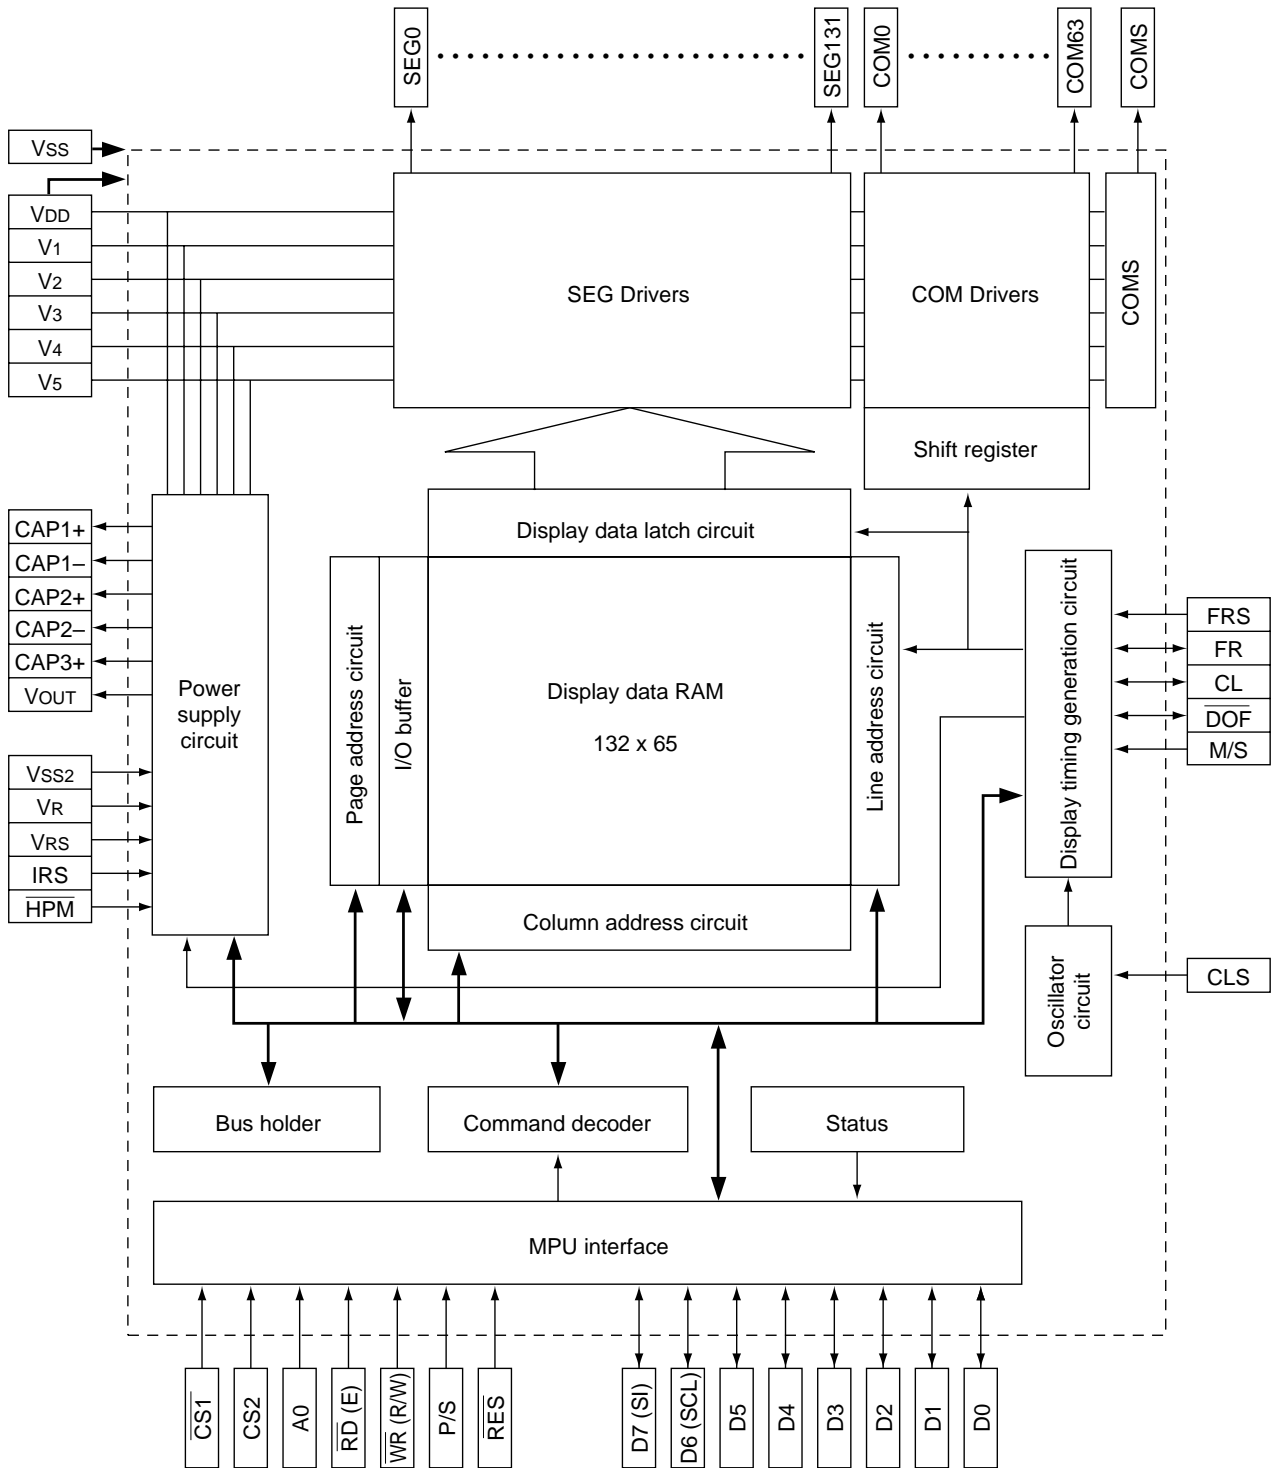 SEG0
SEG131
COM0
COM63
COMS
VSS
VDD
V1
V2
V3
V4
V5
SEG Drivers
COM Drivers
COMS
Shift register
CAP1+
CAP1–
CAP2+
CAP2–
CAP3+
VOUT
Power
supply
circuit
VSS2
VR
VRS
IRS
HPM
Display data latch circuit
Page address circuit
I/O buffer
Display data RAM
132 x 65
Line address circuit
Column address circuit
Display timing generation circuit
FRS
FR
CL
DOF
M/S
Oscillator
circuit
CLS
Bus holder
Command decoder
Status
MPU interface
CS1
CS2
A0
RD (E)
WR (R/W)
P/S
RES
D7 (SI)
D6 (SCL)
D5
D4
D3
D2
D1
D0